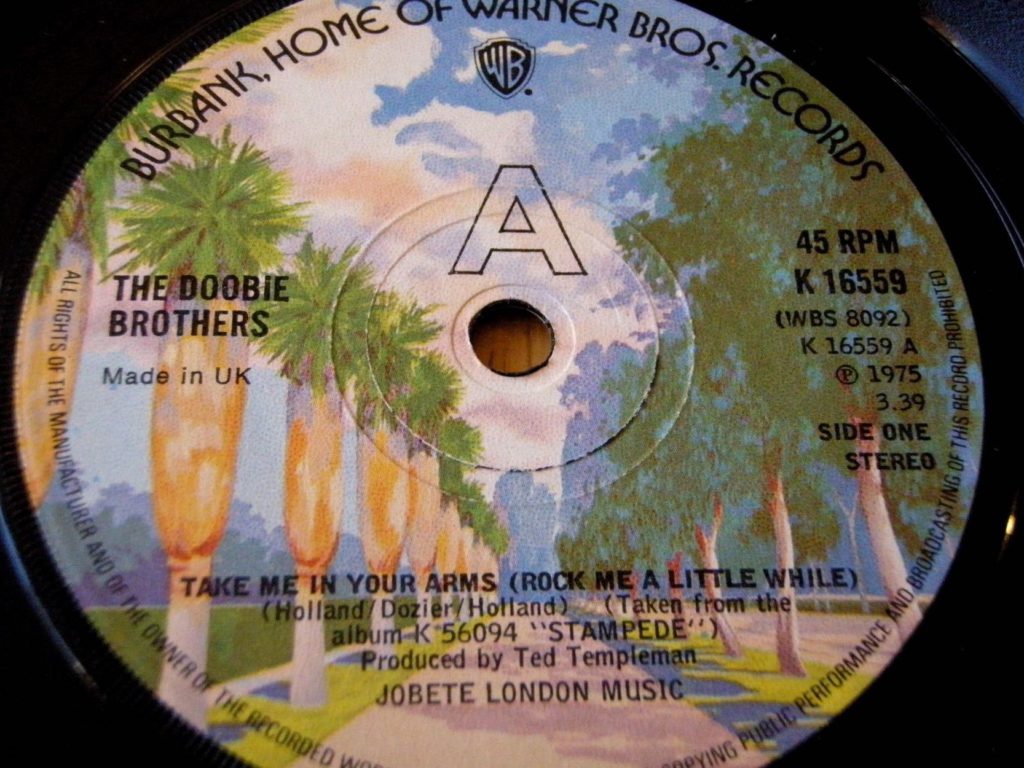 BURBANK, HOME OF WARNER BROS. RECORDS
WB
A
THE DOOBIE
BROTHERS
Made in UK
45 RPM
K 16559
(WBS 8092)
K 16559 A
℗ 1975
3.39
SIDE ONE
STEREO
TAKE ME IN YOUR ARMS (ROCK ME A LITTLE WHILE)
(Holland/Dozier/Holland) (Taken from the
album K 56094 "STAMPEDE")
Produced by Ted Templeman
JOBETE LONDON MUSIC
ALL RIGHTS OF THE MANUFACTURER AND OF THE OWNER OF THE RECORDED
COPYING PUBLIC PERFORMANCE AND BROADCASTING OF THIS RECORD PROHIBITED